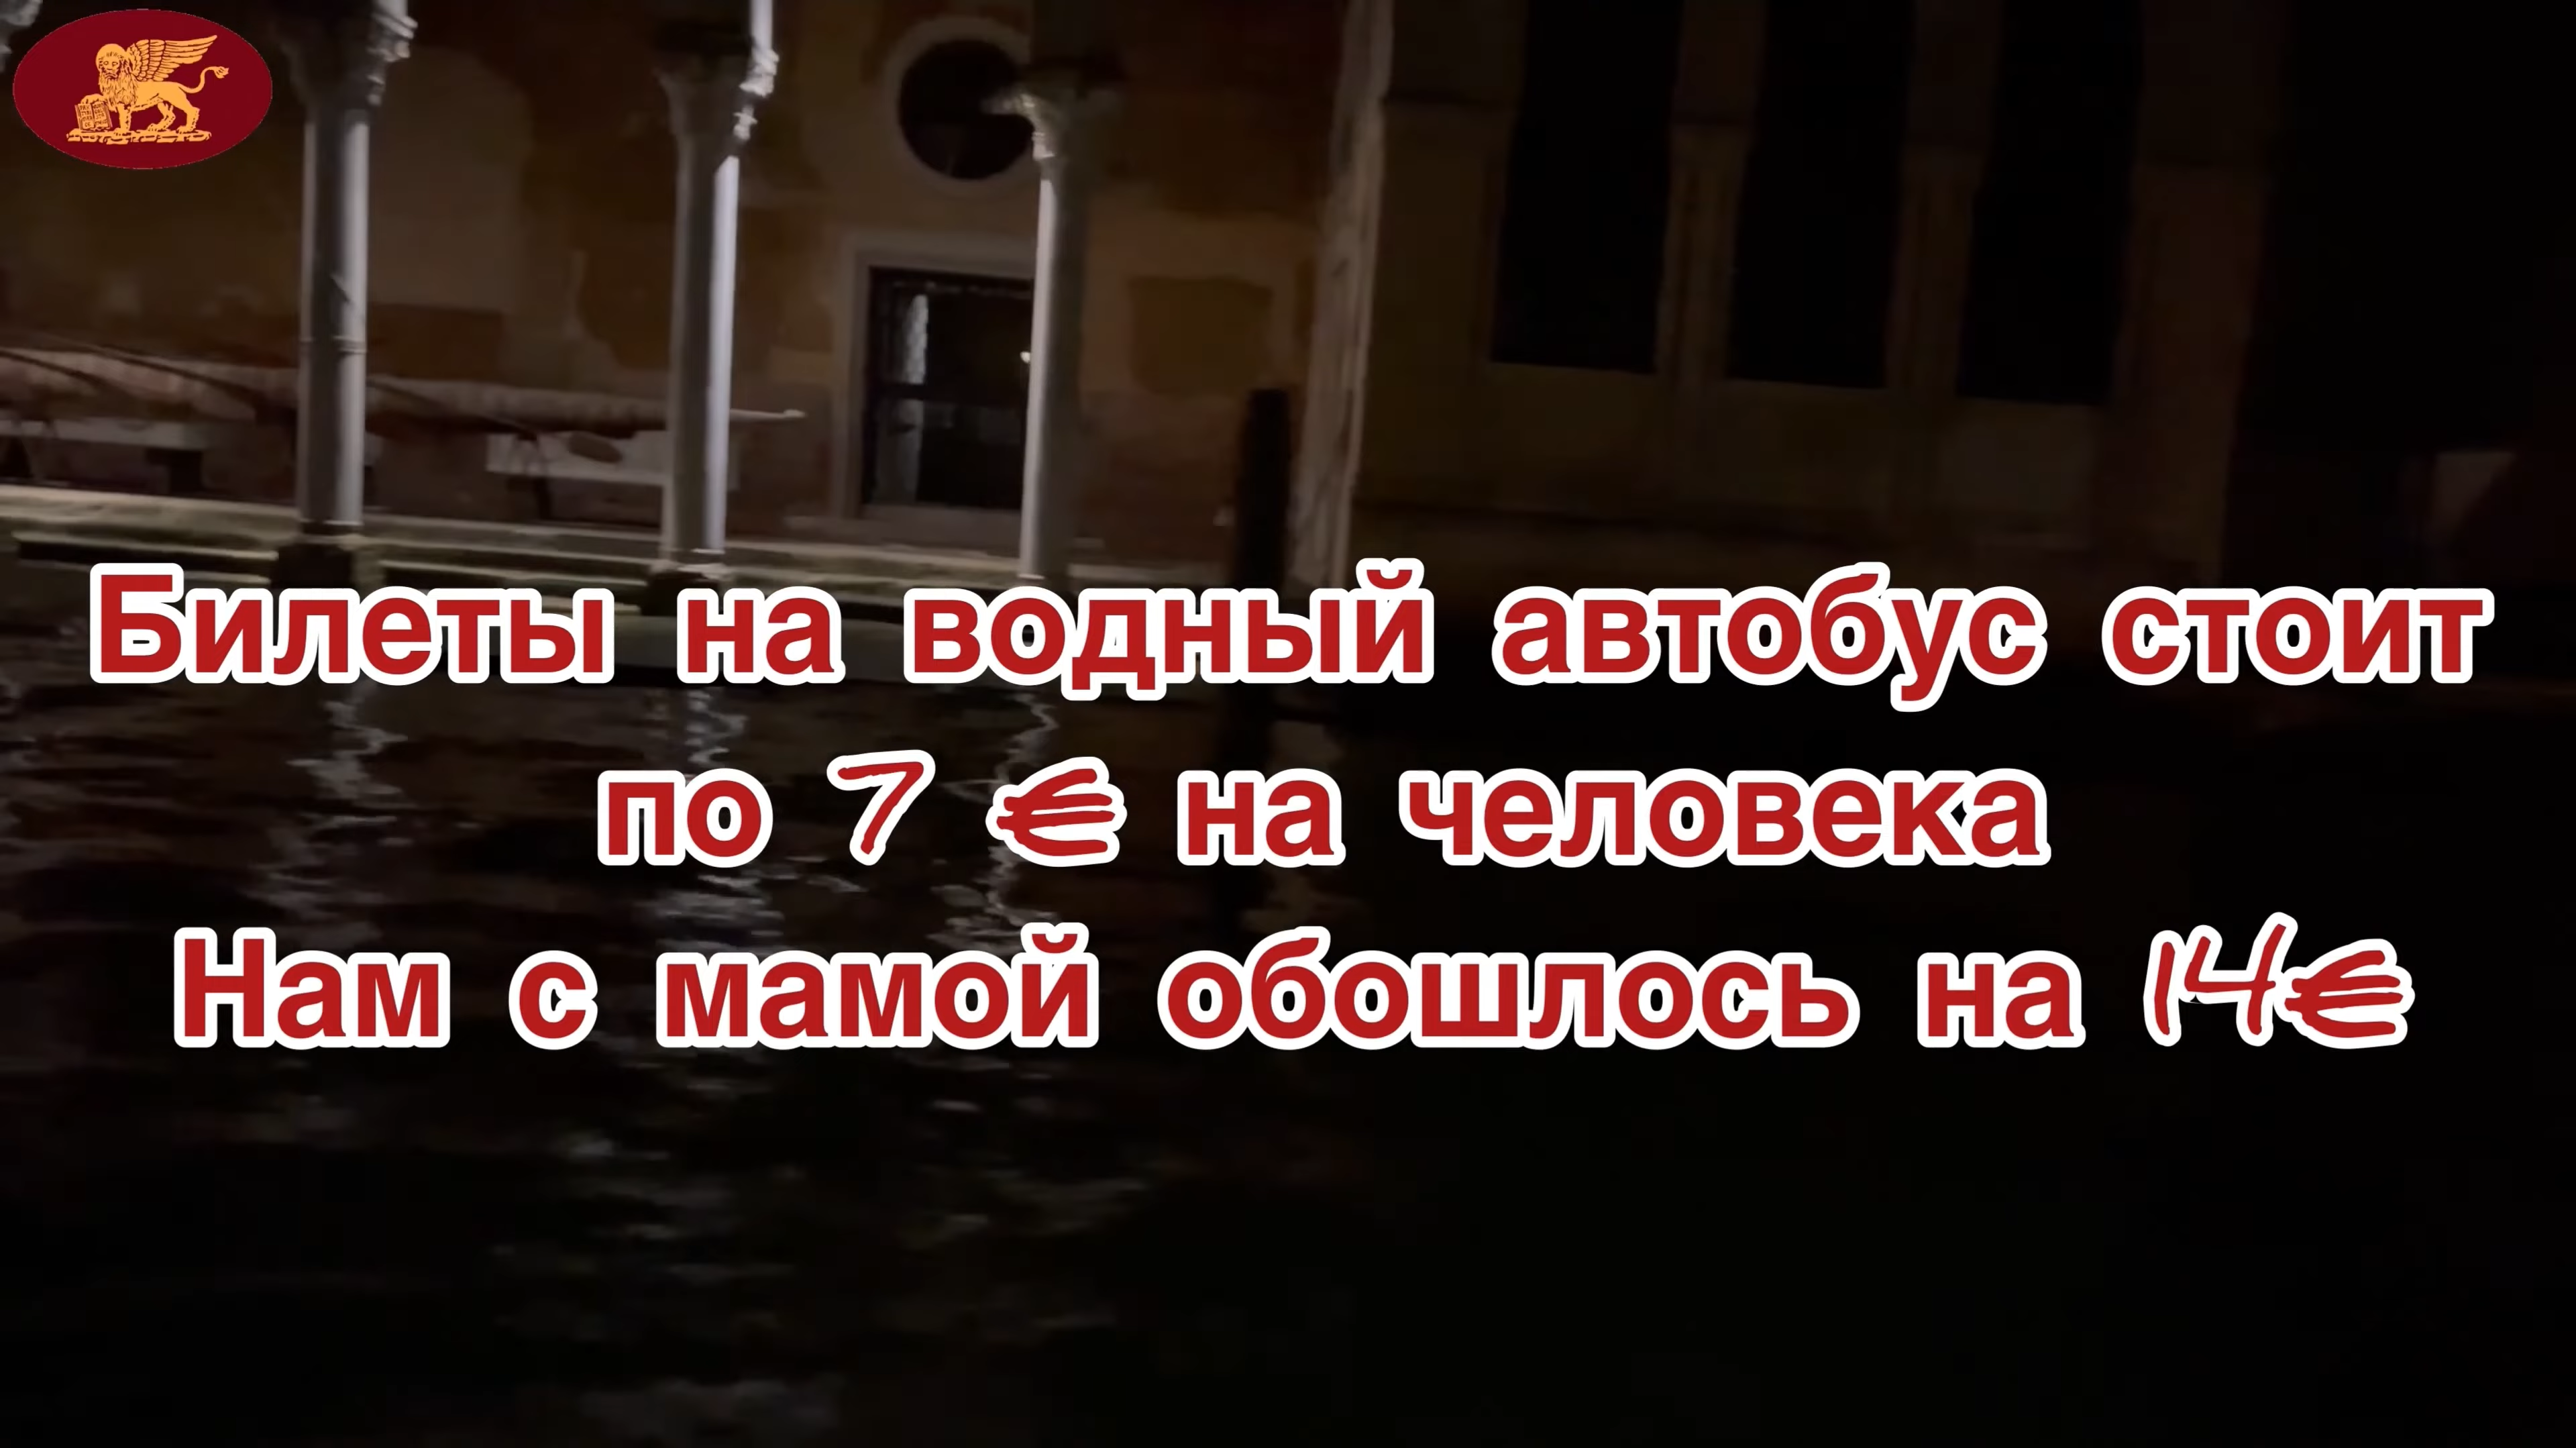 Билеты на водный автобус стоит
по 7 € на человека
Нам с мамой обошлось на 14€